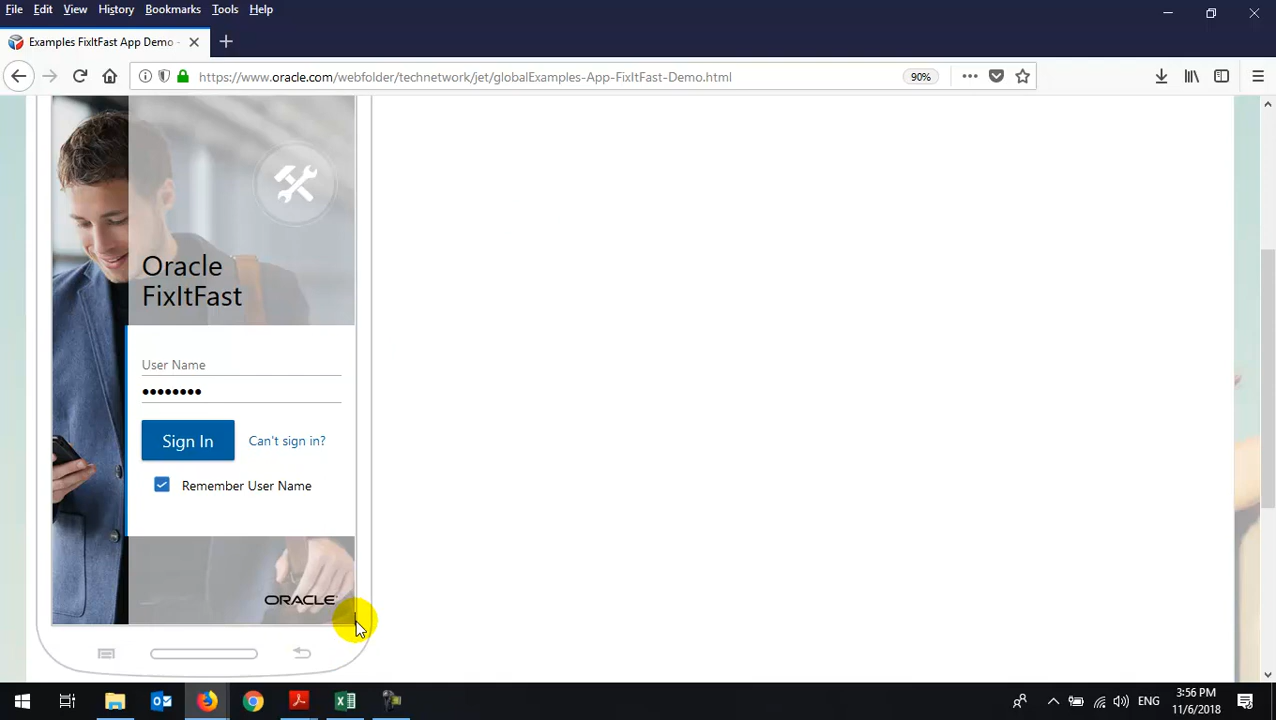 File Edit View History Bookmarks Tools Help
Examples FixItFast App Demo -
https://www.oracle.com/webfolder/technetwork/jet/globalExamples-App-FixItFast-Demo.html
90%
Oracle
FixItFast
User Name
••••••••
Sign In Can't sign in?
Remember User Name
ORACLE
ENG
3:56 PM
11/6/2018